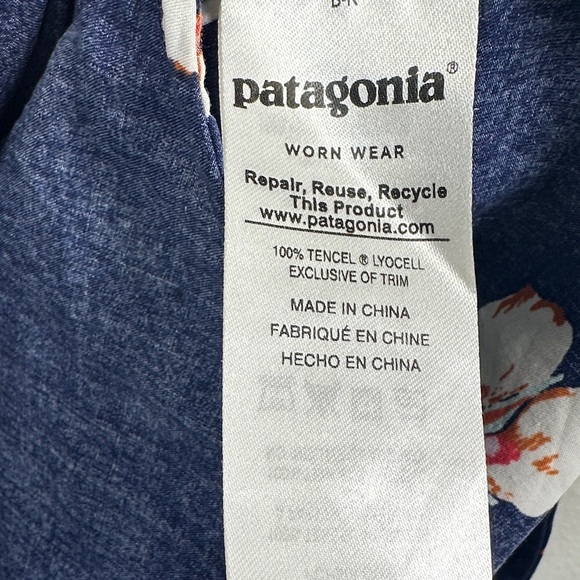 patagonia®
WORN WEAR
Repair, Reuse, Recycle
This Product
www.patagonia.com
100% TENCEL ® LYOCELL
EXCLUSIVE OF TRIM
MADE IN CHINA
FABRIQUÉ EN CHINE
HECHO EN CHINA